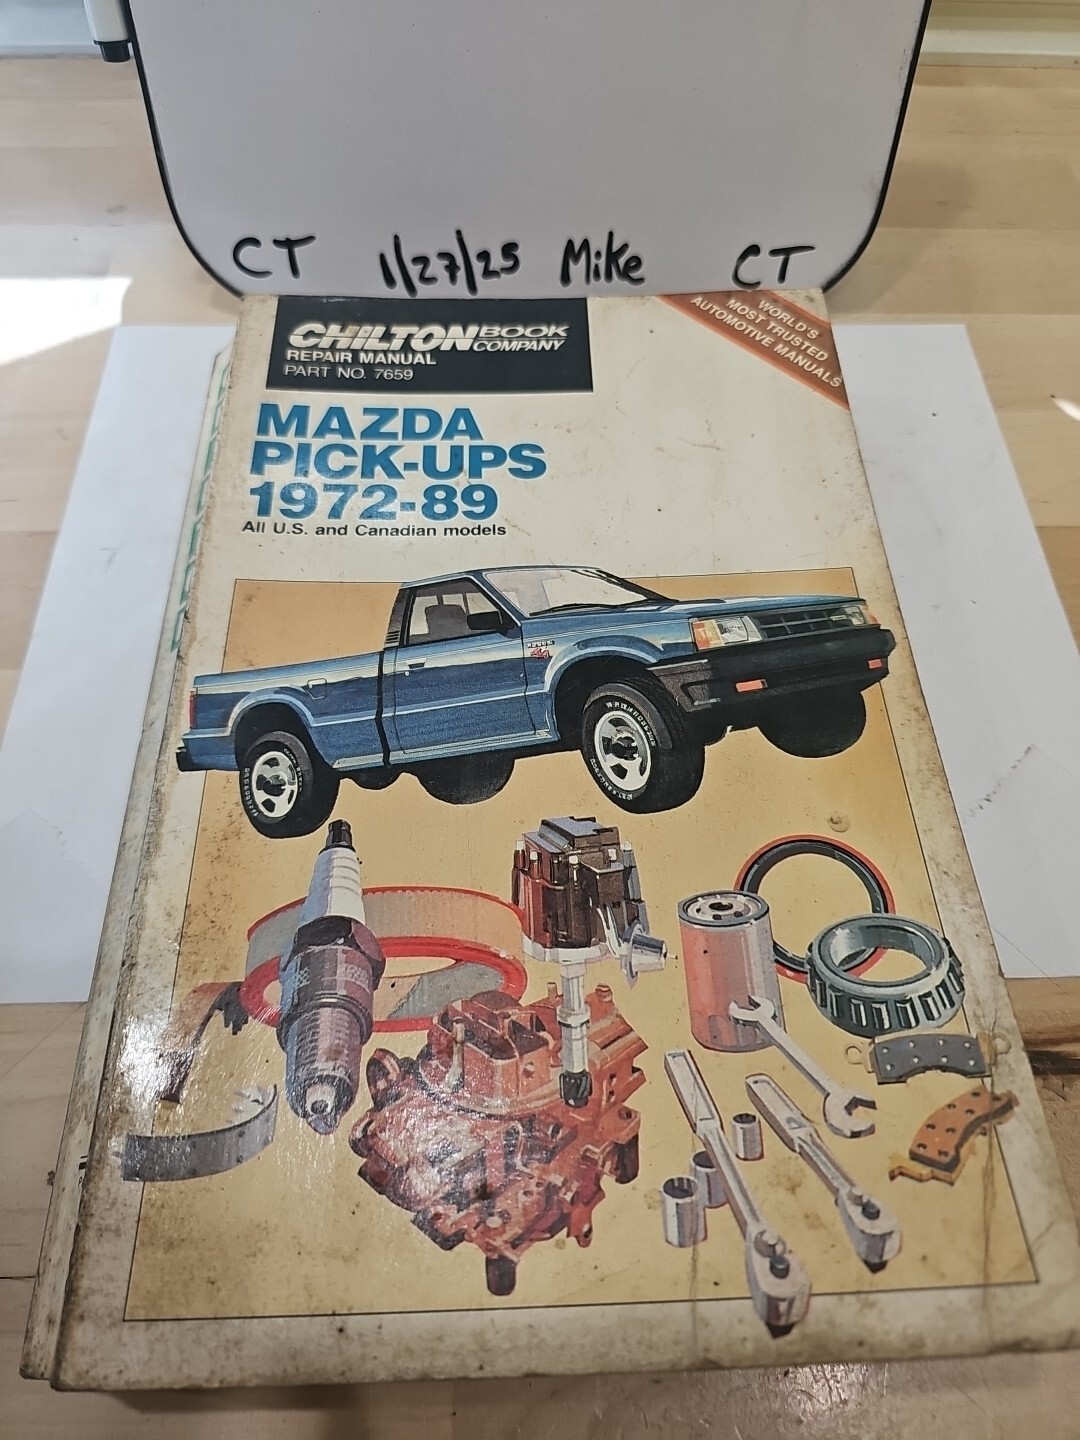 CT 1/27/25 Mike CT
CHILTON BOOK COMPANY
REPAIR MANUAL
PART NO. 7659
WORLD'S
MOST TRUSTED
AUTOMOTIVE MANUALS
MAZDA
PICK-UPS
1972-89
All U.S. and Canadian models